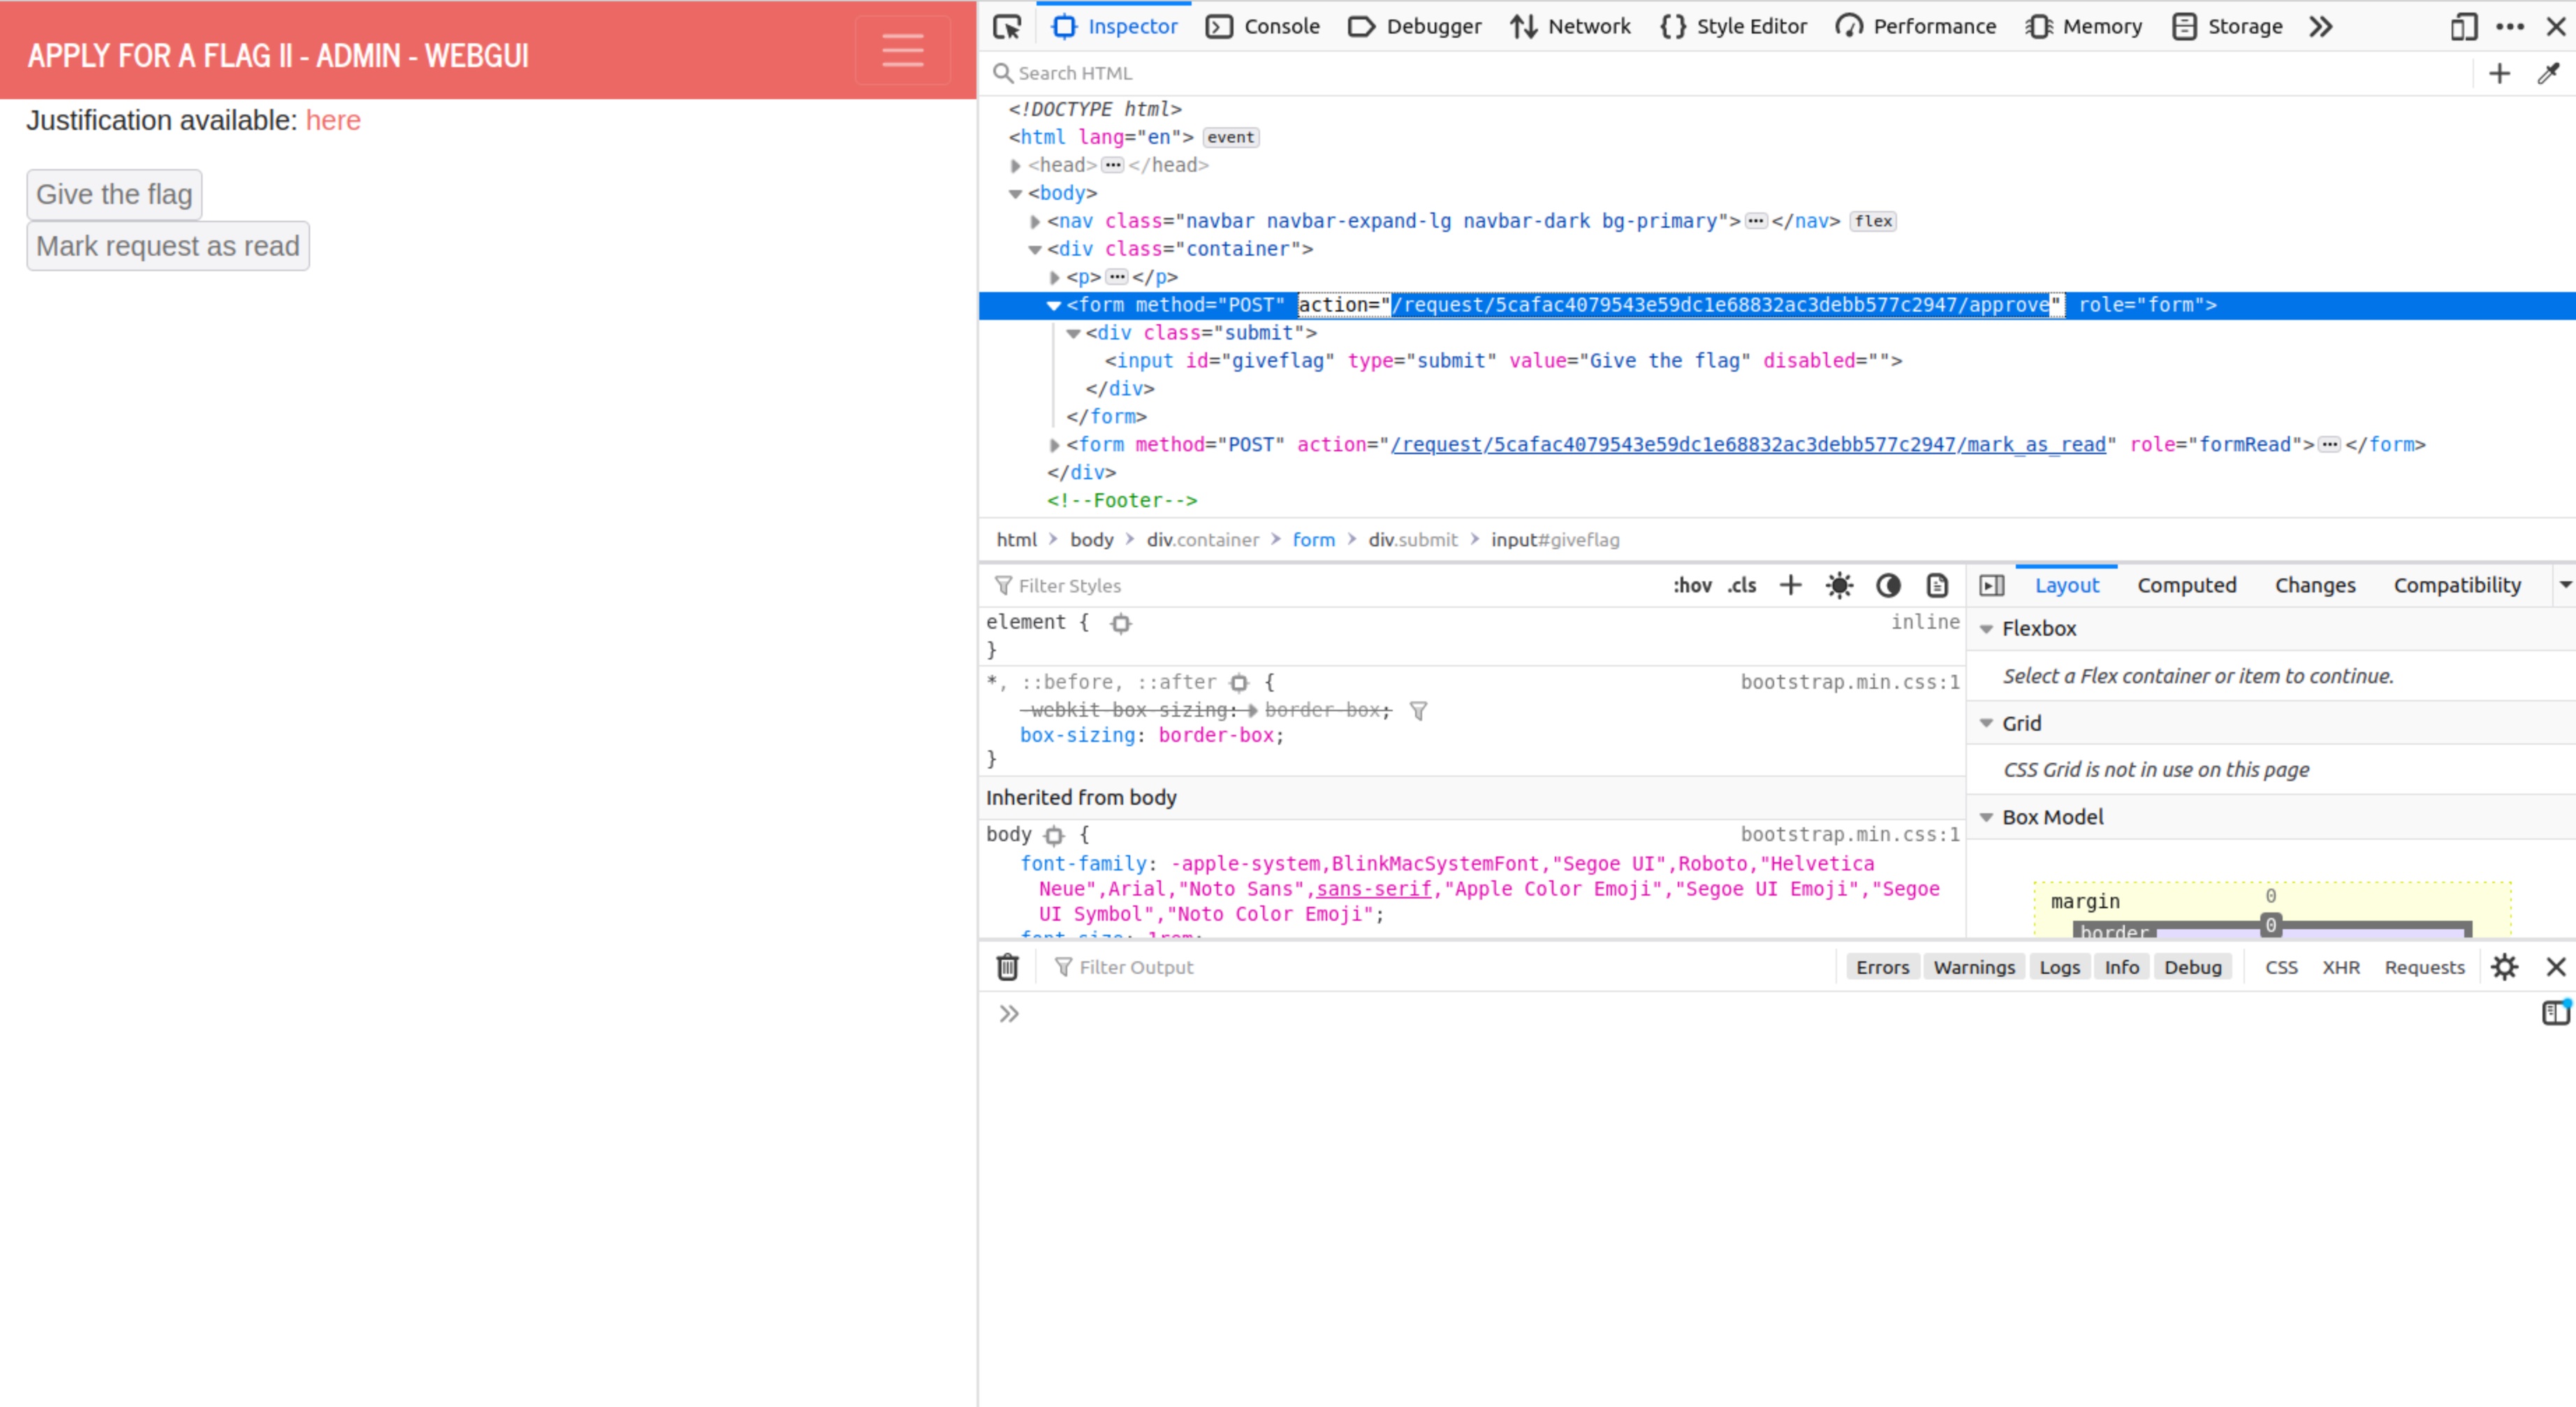 APPLY FOR A FLAG II - ADMIN - WEBGUI
Justification available: here
Give the flag
Mark request as read
Inspector Console Debugger Network Style Editor Performance Memory Storage
Search HTML
<!DOCTYPE html>
<html lang="en"> event
<head> ••• </head>
<body>
<nav class="navbar navbar-expand-lg navbar-dark bg-primary"> ••• </nav> flex
<div class="container">
<p> ••• </p>
<form method="POST" action="/request/5cafac4079543e59dc1e68832ac3debb577c2947/approve" role="form">
<div class="submit">
<input id="giveflag" type="submit" value="Give the flag" disabled="">
</div>
</form>
<form method="POST" action="/request/5cafac4079543e59dc1e68832ac3debb577c2947/mark_as_read" role="formRead"> ••• </form>
</div>
<!--Footer-->
html > body > div.container > form > div.submit > input#giveflag
Filter Styles :hov .cls
element { inline
}
*, ::before, ::after { bootstrap.min.css:1
-webkit-box-sizing: border-box;
box-sizing: border-box;
}
Inherited from body
body { bootstrap.min.css:1
font-family: -apple-system,BlinkMacSystemFont,"Segoe UI",Roboto,"Helvetica
Neue",Arial,"Noto Sans",sans-serif,"Apple Color Emoji","Segoe UI Emoji","Segoe
UI Symbol","Noto Color Emoji";
font-size: 1rem;
Layout Computed Changes Compatibility
Flexbox
Select a Flex container or item to continue.
Grid
CSS Grid is not in use on this page
Box Model
margin 0
border 0
Filter Output Errors Warnings Logs Info Debug CSS XHR Requests